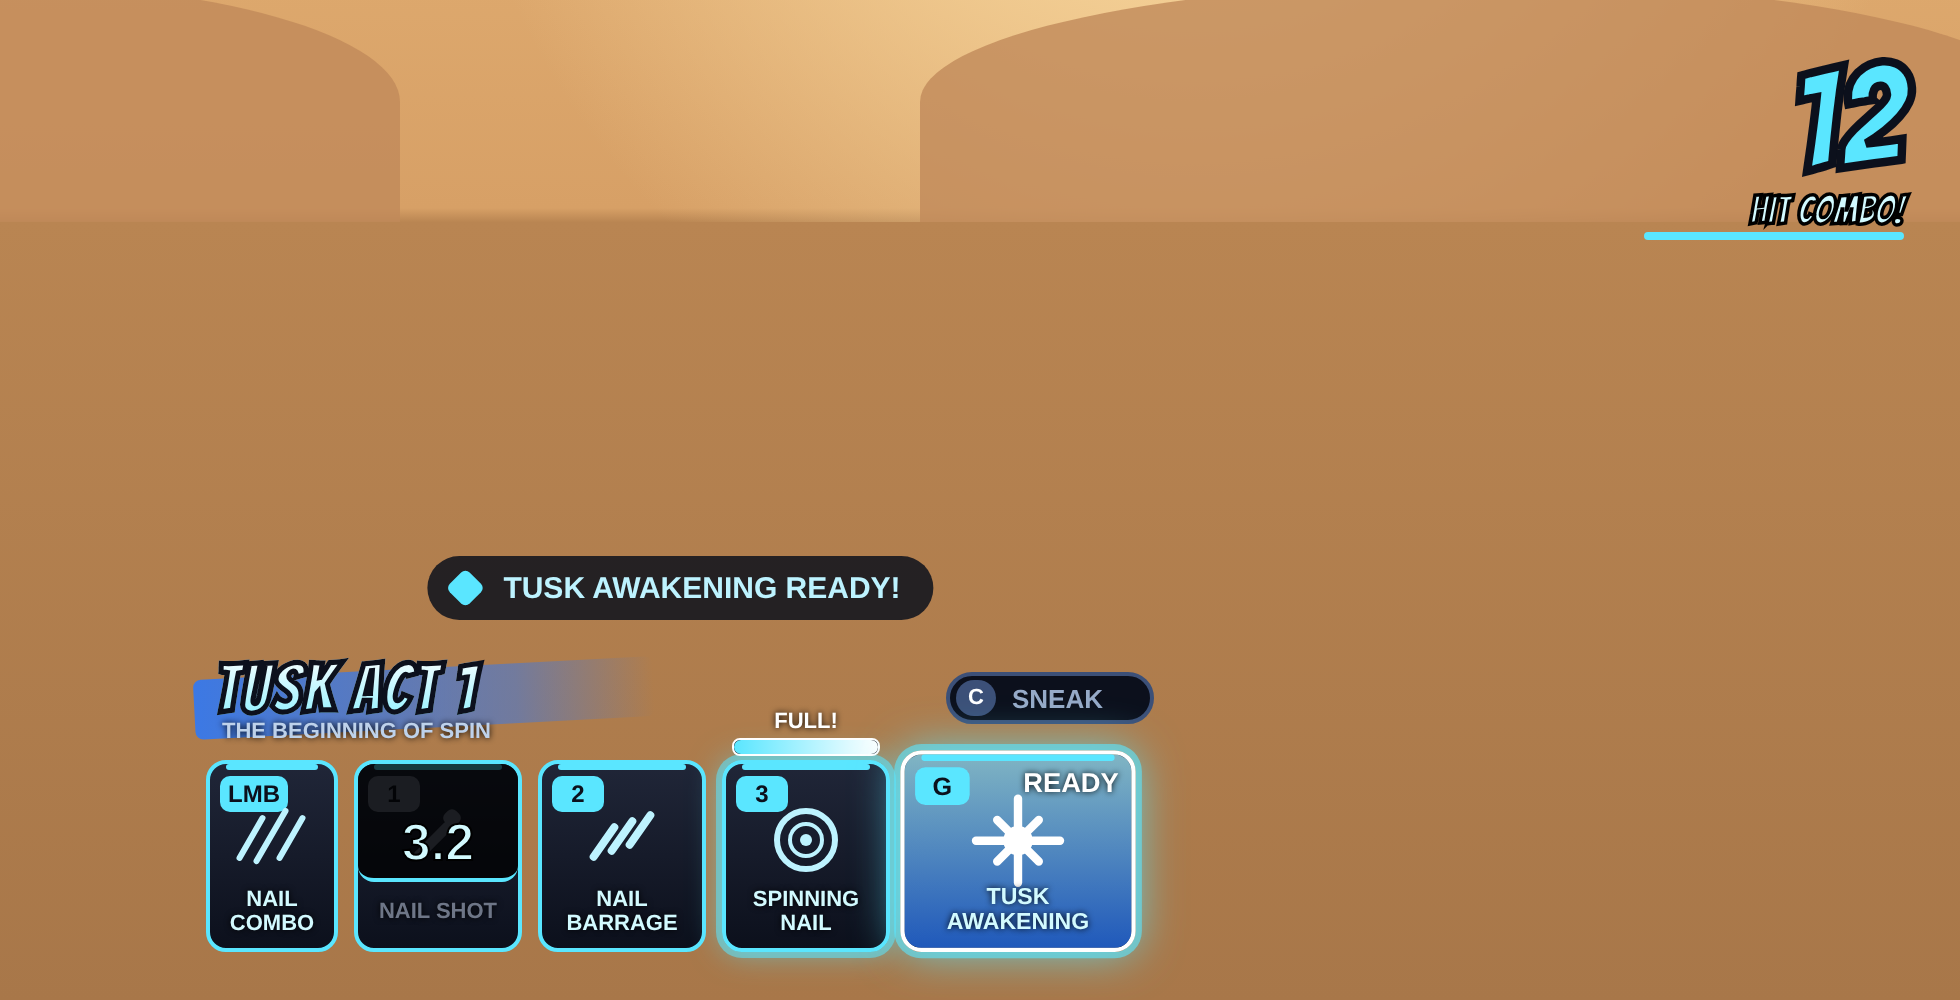 12
HIT COMBO!
TUSK AWAKENING READY!
TUSK ACT 1
THE BEGINNING OF SPIN
C SNEAK
FULL!
LMB
NAIL
COMBO
1
3.2
NAIL SHOT
2
NAIL
BARRAGE
3
SPINNING
NAIL
G READY
TUSK
AWAKENING